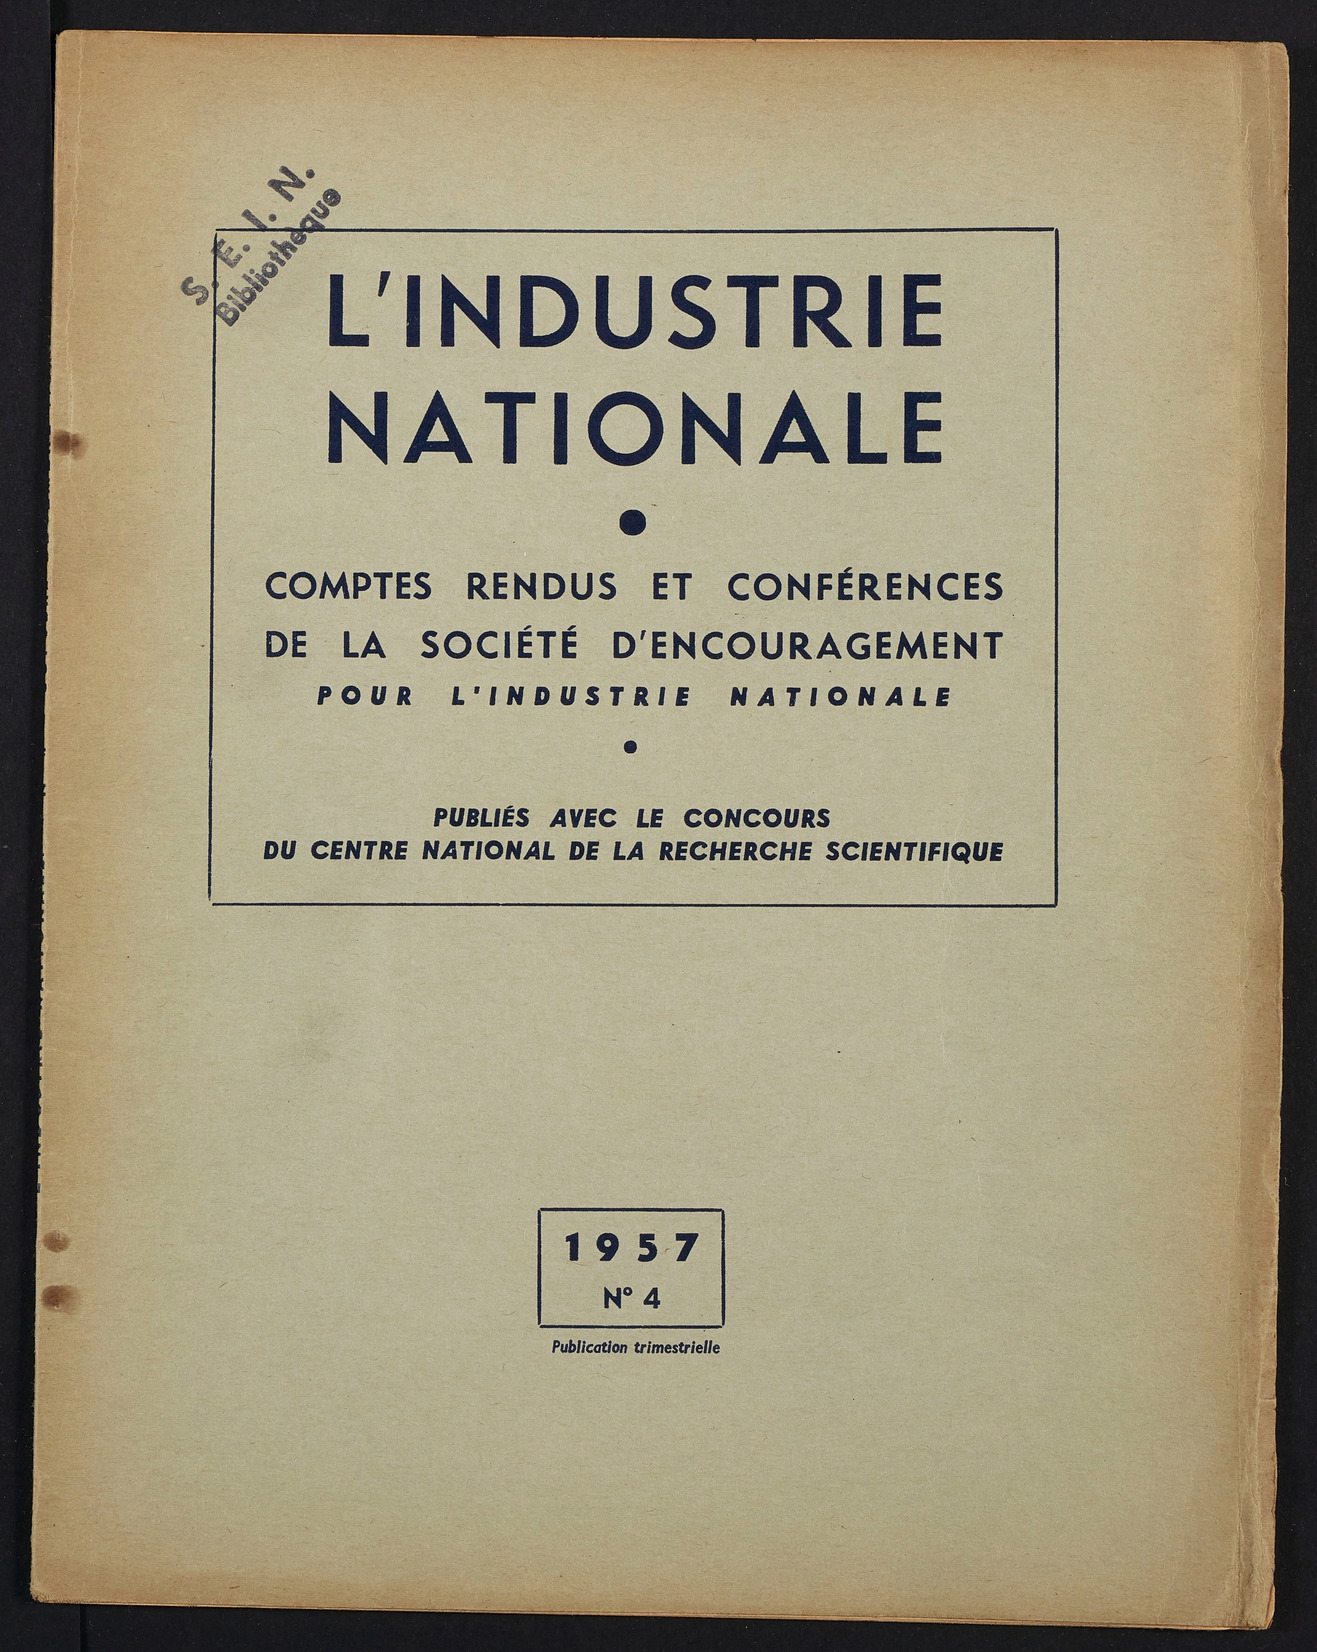 S. E. I. N.
Bibliothèque
L'INDUSTRIE
NATIONALE
●
COMPTES RENDUS ET CONFÉRENCES
DE LA SOCIÉTÉ D'ENCOURAGEMENT
POUR L'INDUSTRIE NATIONALE
●
PUBLIÉS AVEC LE CONCOURS
DU CENTRE NATIONAL DE LA RECHERCHE SCIENTIFIQUE
1957
N° 4
Publication trimestrielle